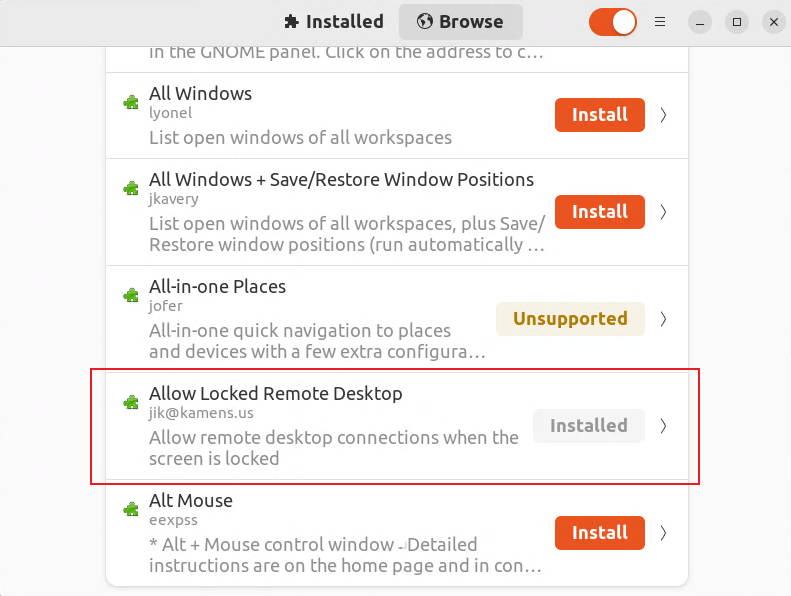 Installed
Browse
in the GNOME panel. Click on the address to c…
All Windows
lyonel
List open windows of all workspaces
Install
All Windows + Save/Restore Window Positions
jkavery
List open windows of all workspaces, plus Save/
Restore window positions (run automatically …
Install
All-in-one Places
jofer
All-in-one quick navigation to places
and devices with a few extra configura…
Unsupported
Allow Locked Remote Desktop
jik@kamens.us
Allow remote desktop connections when the
screen is locked
Installed
Alt Mouse
eexpss
* Alt + Mouse control window - Detailed
instructions are on the home page and in con…
Install